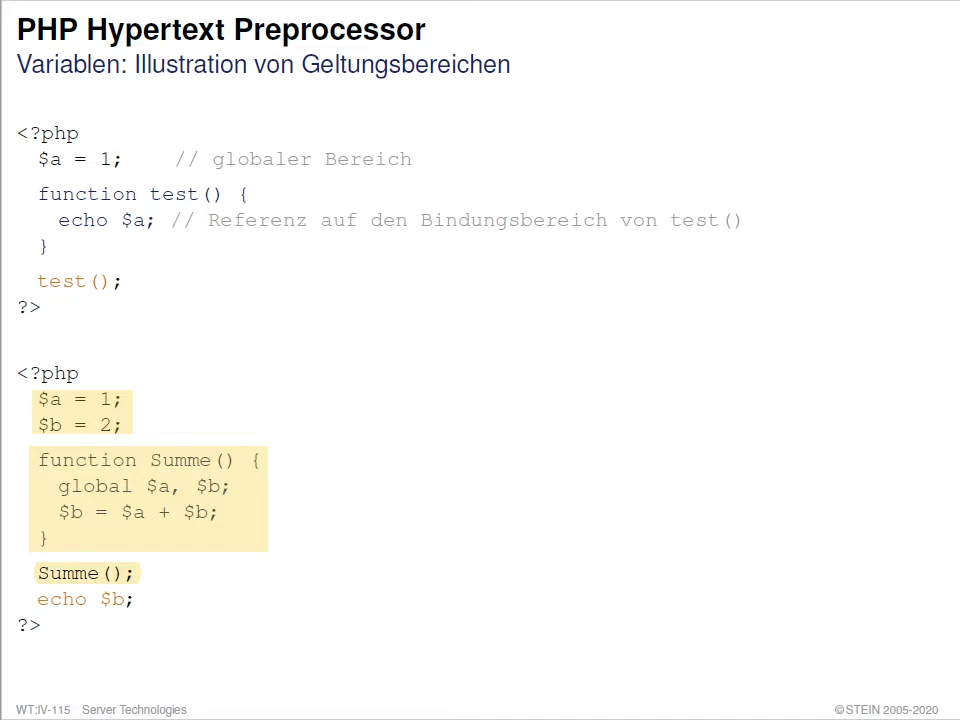 PHP Hypertext Preprocessor
Variablen: Illustration von Geltungsbereichen
<?php
$a = 1; // globaler Bereich
function test() {
echo $a; // Referenz auf den Bindungsbereich von test()
}
test();
?>
<?php
$a = 1;
$b = 2;
function Summe() {
global $a, $b;
$b = $a + $b;
}
Summe();
echo $b;
?>
WT:IV-115 Server Technologies ©STEIN 2005-2020